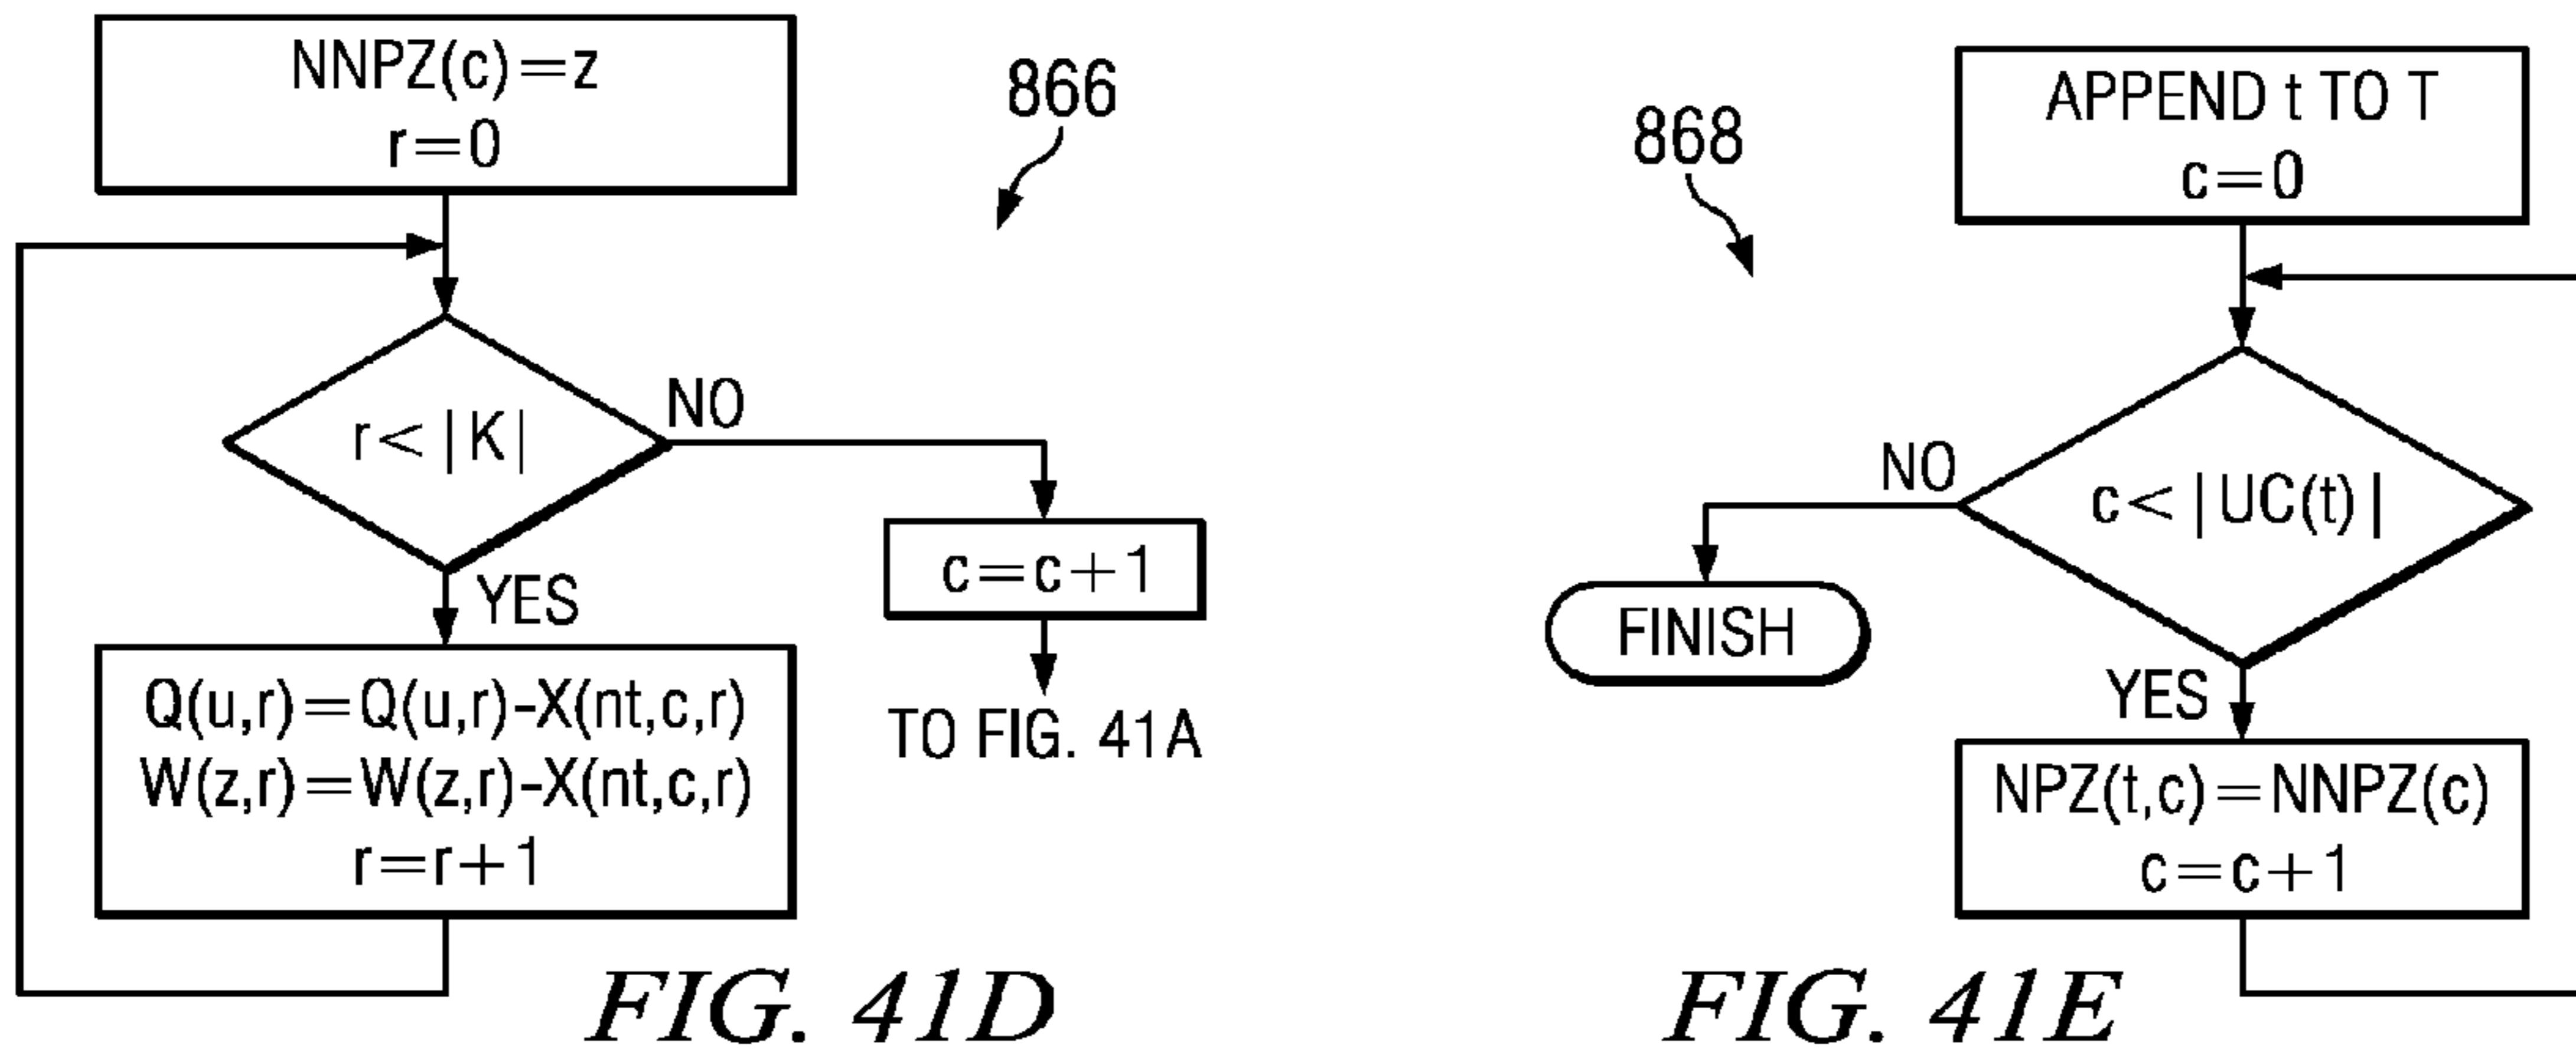 NNPZ(c)=z
r=0
866
r< |K|
NO
YES
c=c+1
TO FIG. 41A
Q(u,r)=Q(u,r)-X(nt,c,r)
W(z,r)=W(z,r)-X(nt,c,r)
r=r+1
FIG. 41D
868
APPEND t TO T
c=0
c< |UC(t)|
NO
FINISH
YES
NPZ(t,c)=NNPZ(c)
c=c+1
FIG. 41E